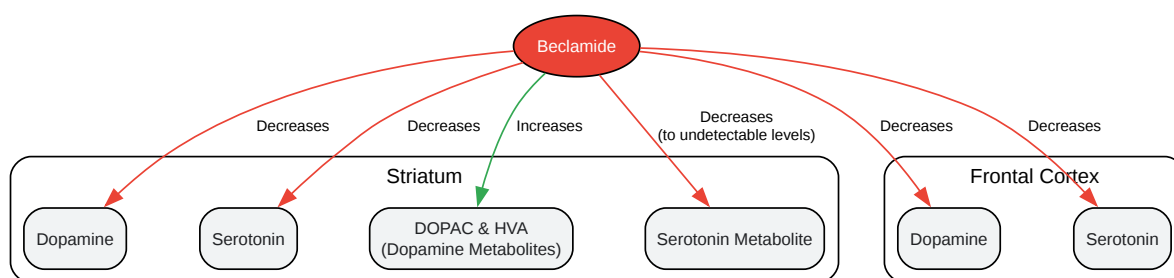 Beclamide
Decreases
Decreases
Increases
Decreases
(to undetectable levels)
Decreases
Decreases
Striatum
Frontal Cortex
Dopamine
Serotonin
DOPAC & HVA
(Dopamine Metabolites)
Serotonin Metabolite
Dopamine
Serotonin